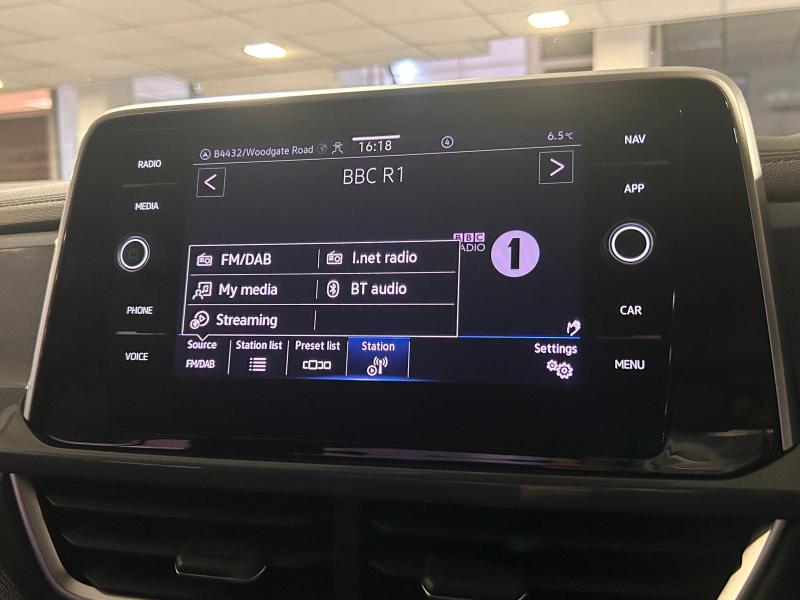 RADIO
MEDIA
PHONE
VOICE
B4432/Woodgate Road
16:18
4
6.5°C
< BBC R1 >
BBC
RADIO
1
FM/DAB
I.net radio
My media
BT audio
Streaming
Source
FM/DAB
Station list
Preset list
Station
Settings
NAV
APP
CAR
MENU